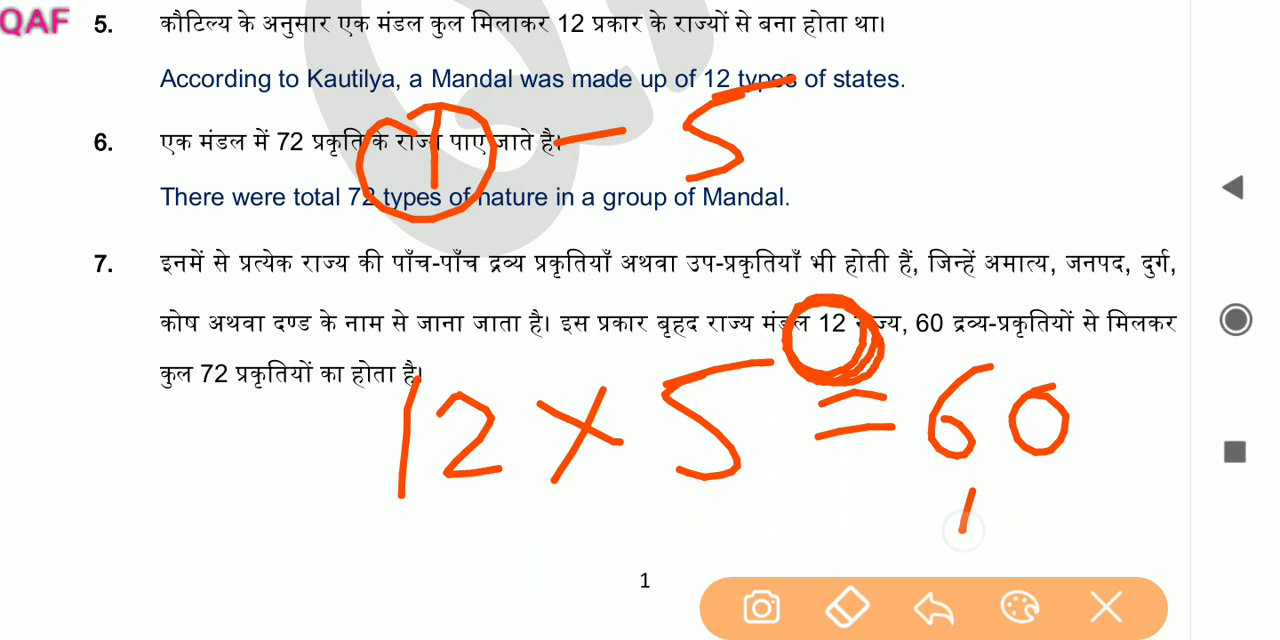 QAF 5. कौटिल्य के अनुसार एक मंडल कुल मिलाकर 12 प्रकार के राज्यों से बना होता था।
According to Kautilya, a Mandal was made up of 12 types of states.
6. एक मंडल में 72 प्रकृति के राज्य पाए जाते है। — 5
1
There were total 72 types of nature in a group of Mandal.
7. इनमें से प्रत्येक राज्य की पाँच-पाँच द्रव्य प्रकृतियाँ अथवा उप-प्रकृतियाँ भी होती हैं, जिन्हें अमात्य, जनपद, दुर्ग,
कोष अथवा दण्ड के नाम से जाना जाता है। इस प्रकार बृहद राज्य मंडल 12 राज्य, 60 द्रव्य-प्रकृतियों से मिलकर
कुल 72 प्रकृतियों का होता है।
12 × 5 = 60
1
1